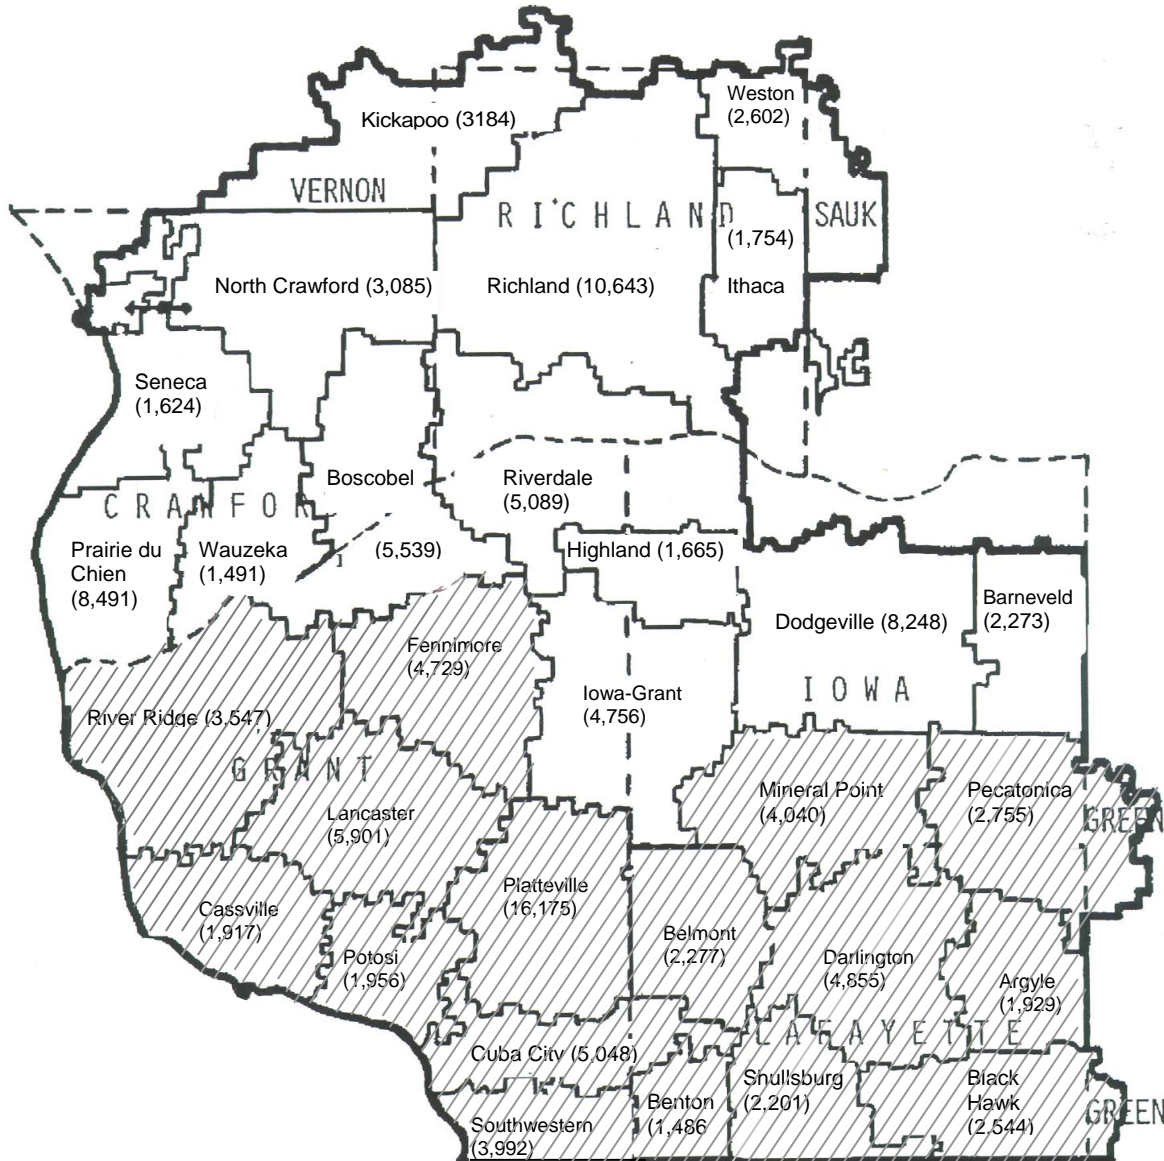 Weston
(2,602)
Kickapoo (3184)
VERNON
RICHLAND
SAUK
(1,754)
North Crawford (3,085)
Richland (10,643)
Ithaca
Seneca
(1,624)
Boscobel
Riverdale
(5,089)
CRAWFOR
Prairie du
Chien
(8,491)
Wauzeka
(1,491)
(5,539)
Highland (1,665)
Dodgeville (8,248)
Barneveld
(2,273)
Fennimore
(4,729)
Iowa-Grant
(4,756)
IOWA
River Ridge (3,547)
GRANT
Lancaster
(5,901)
Mineral Point
(4,040)
Pecatonica
(2,755)
GREEN
Platteville
(16,175)
Cassville
(1,917)
Belmont
(2,277)
Potosi
(1,956)
Darlington
(4,855)
Argyle
(1,929)
LAFAYETTE
Cuba City (5,048)
Shullsburg
(2,201)
Black
Hawk
(2,544)
Benton
(1,486
GREEN
Southwestern
(3,992)